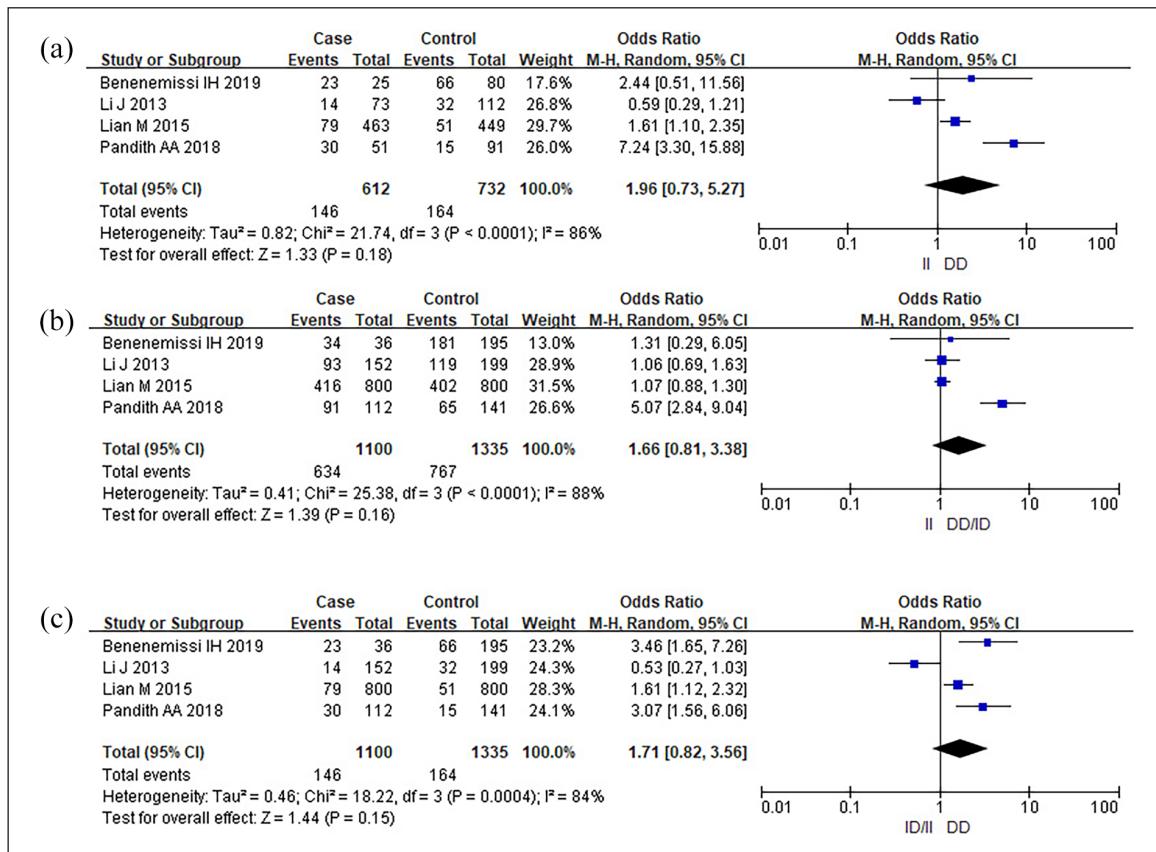 (a)
Case Control Odds Ratio Odds Ratio
Study or Subgroup Events Total Events Total Weight M-H, Random, 95% CI M-H, Random, 95% CI
Benenemissi IH 2019 23 25 66 80 17.6% 2.44 [0.51, 11.56]
Li J 2013 14 73 32 112 26.8% 0.59 [0.29, 1.21]
Lian M 2015 79 463 51 449 29.7% 1.61 [1.10, 2.35]
Pandith AA 2018 30 51 15 91 26.0% 7.24 [3.30, 15.88]
Total (95% CI) 612 732 100.0% 1.96 [0.73, 5.27]
Total events 146 164
Heterogeneity: Tau² = 0.82; Chi² = 21.74, df = 3 (P < 0.0001); I² = 86%
Test for overall effect: Z = 1.33 (P = 0.18)
0.01 0.1 1 10 100
II DD
(b)
Case Control Odds Ratio Odds Ratio
Study or Subgroup Events Total Events Total Weight M-H, Random, 95% CI M-H, Random, 95% CI
Benenemissi IH 2019 34 36 181 195 13.0% 1.31 [0.29, 6.05]
Li J 2013 93 152 119 199 28.9% 1.06 [0.69, 1.63]
Lian M 2015 416 800 402 800 31.5% 1.07 [0.88, 1.30]
Pandith AA 2018 91 112 65 141 26.6% 5.07 [2.84, 9.04]
Total (95% CI) 1100 1335 100.0% 1.66 [0.81, 3.38]
Total events 634 767
Heterogeneity: Tau² = 0.41; Chi² = 25.38, df = 3 (P < 0.0001); I² = 88%
Test for overall effect: Z = 1.39 (P = 0.16)
0.01 0.1 1 10 100
II DD/ID
(c)
Case Control Odds Ratio Odds Ratio
Study or Subgroup Events Total Events Total Weight M-H, Random, 95% CI M-H, Random, 95% CI
Benenemissi IH 2019 23 36 66 195 23.2% 3.46 [1.65, 7.26]
Li J 2013 14 152 32 199 24.3% 0.53 [0.27, 1.03]
Lian M 2015 79 800 51 800 28.3% 1.61 [1.12, 2.32]
Pandith AA 2018 30 112 15 141 24.1% 3.07 [1.56, 6.06]
Total (95% CI) 1100 1335 100.0% 1.71 [0.82, 3.56]
Total events 146 164
Heterogeneity: Tau² = 0.46; Chi² = 18.22, df = 3 (P = 0.0004); I² = 84%
Test for overall effect: Z = 1.44 (P = 0.15)
0.01 0.1 1 10 100
ID/II DD